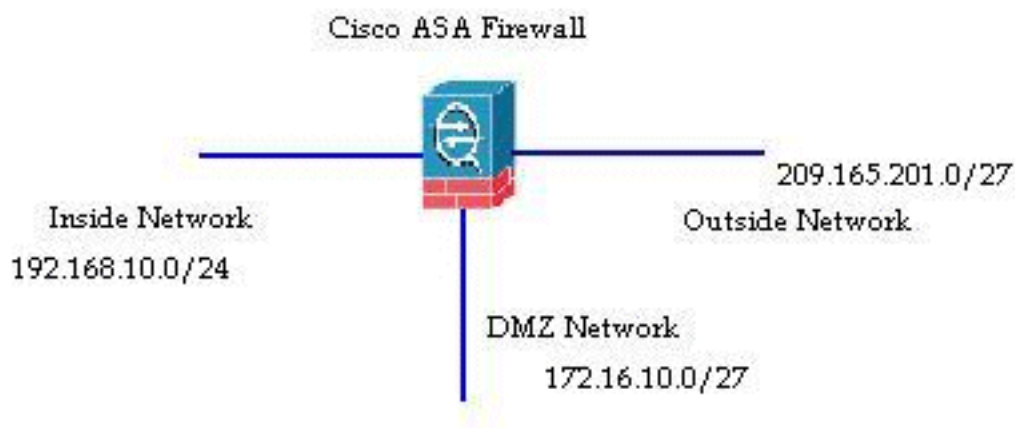 Cisco ASA Firewall
209.165.201.0/27
Inside Network
Outside Network
192.168.10.0/24
DMZ Network
172.16.10.0/27